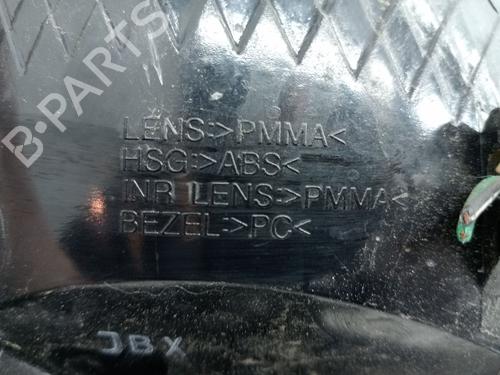 B·PARTS
LENS:>PMMA<
HSG:>ABS<
INR LENS:>PMMA<
BEZEL:>PC<
JBX